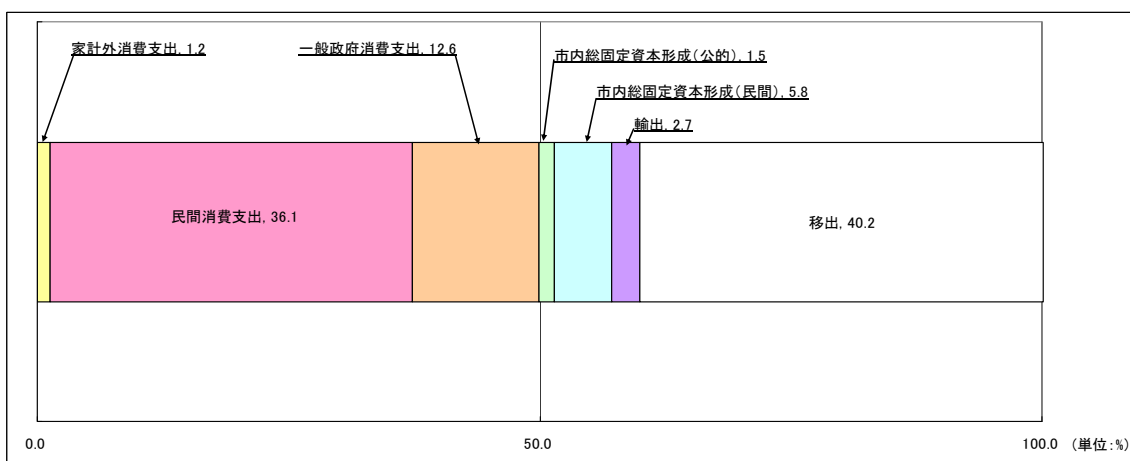 家計外消費支出, 1.2
一般政府消費支出, 12.6
市内総固定資本形成(公的), 1.5
市内総固定資本形成(民間), 5.8
輸出, 2.7
民間消費支出, 36.1
移出, 40.2
0.0
50.0
100.0
(単位:%)